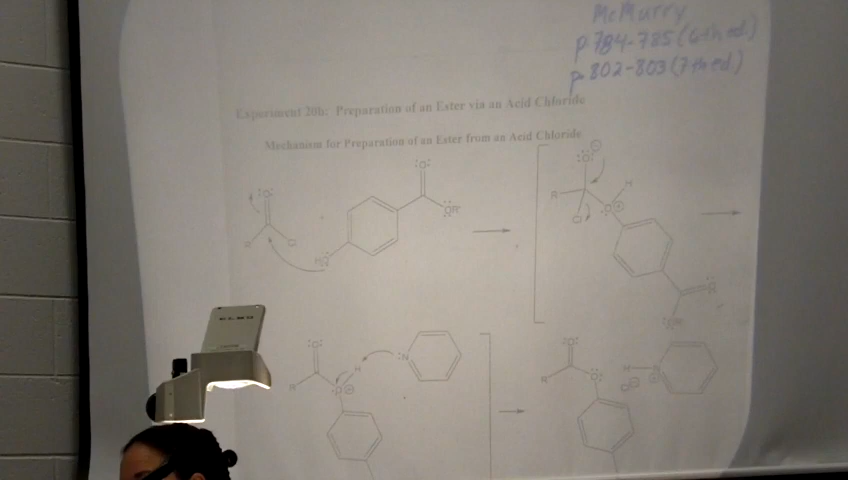 McMurry
p 784-785 (6th ed.)
p 802-803 (7th ed.)
Experiment 20b: Preparation of an Ester via an Acid Chloride
Mechanism for Preparation of an Ester from an Acid Chloride